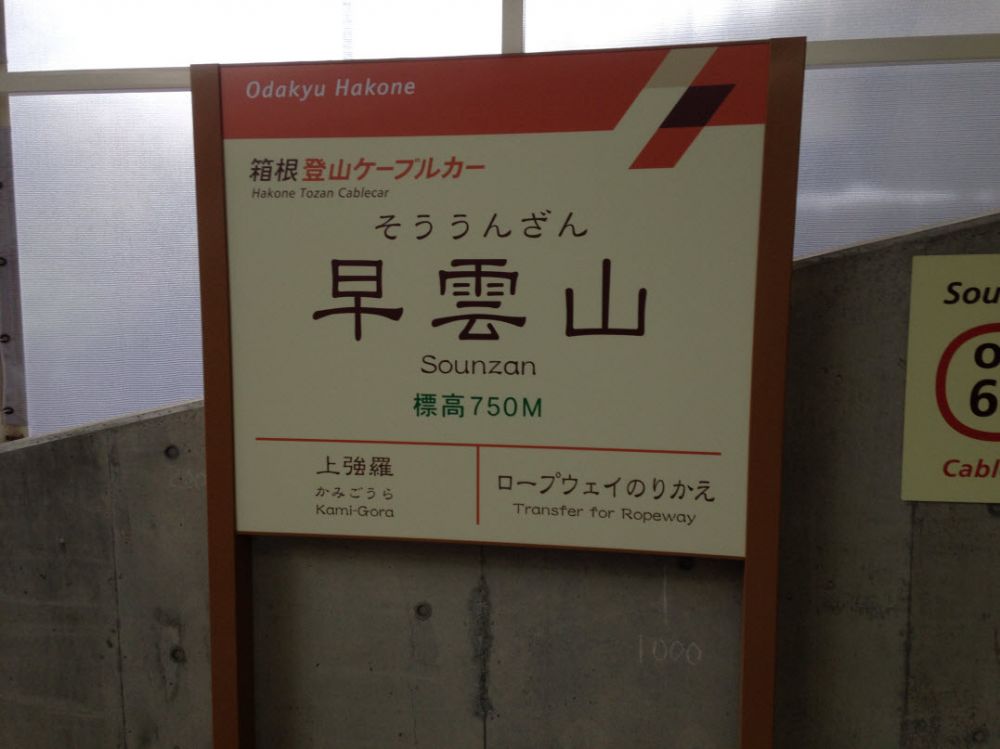 Odakyu Hakone
箱根登山ケーブルカー
Hakone Tozan Cablecar
そううんざん
早雲山
Sounzan
標高750M
上強羅
かみごうら
Kami-Gora
ロープウェイのりかえ
Transfer for Ropeway
1000